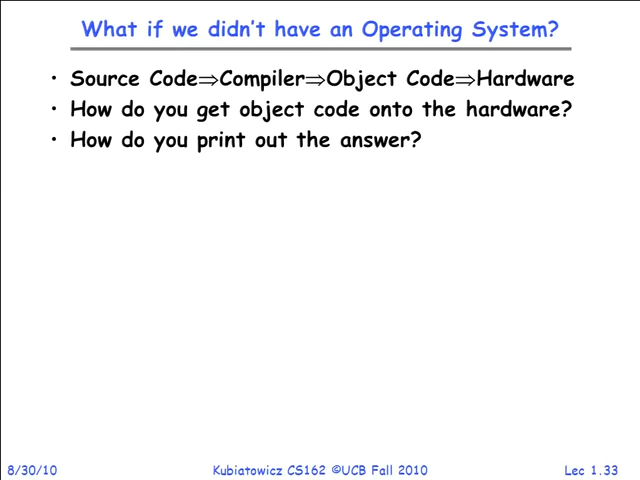 What if we didn't have an Operating System?
• Source Code⇒Compiler⇒Object Code⇒Hardware
• How do you get object code onto the hardware?
• How do you print out the answer?
8/30/10 Kubiatowicz CS162 ©UCB Fall 2010 Lec 1.33